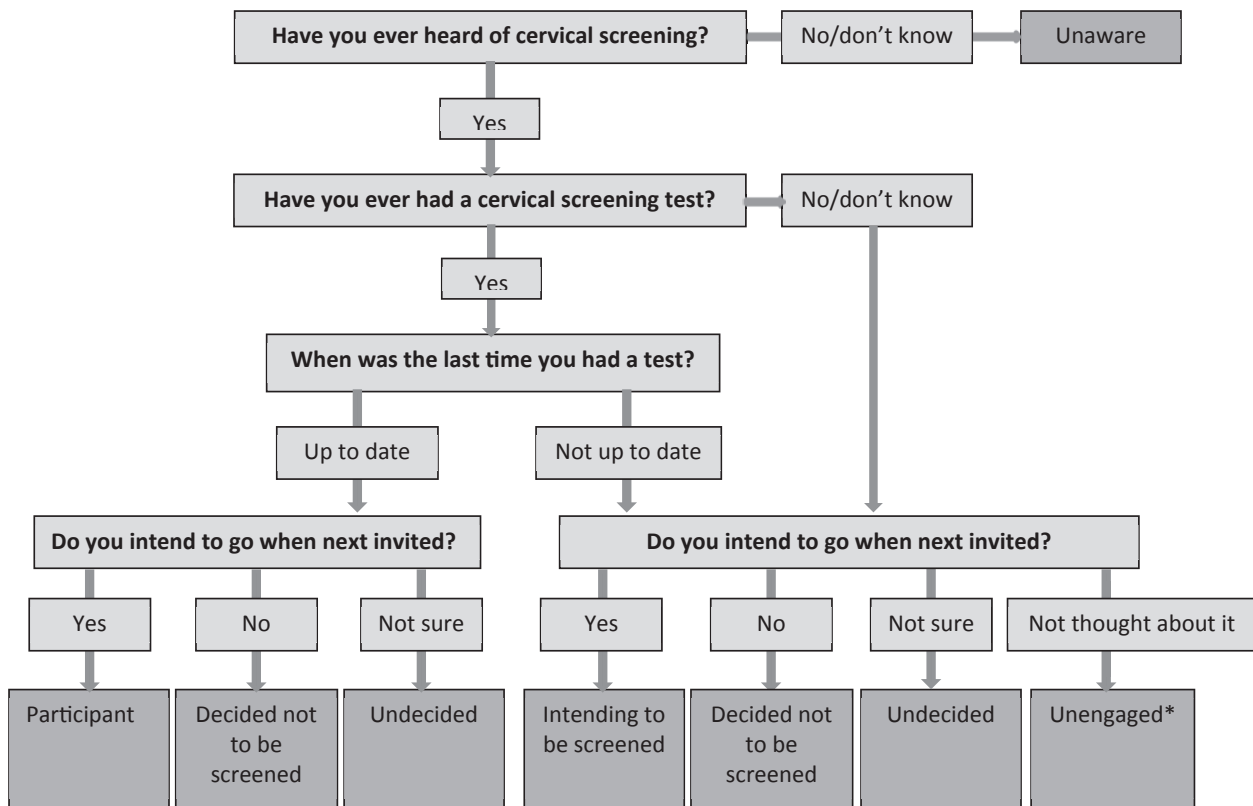 Have you ever heard of cervical screening?
No/don't know
Unaware
Yes
Have you ever had a cervical screening test?
No/don't know
Yes
When was the last time you had a test?
Up to date
Not up to date
Do you intend to go when next invited?
Do you intend to go when next invited?
Yes
No
Not sure
Yes
No
Not sure
Not thought about it
Participant
Decided not
to be
screened
Undecided
Intending to
be screened
Decided not
to be
screened
Undecided
Unengaged*